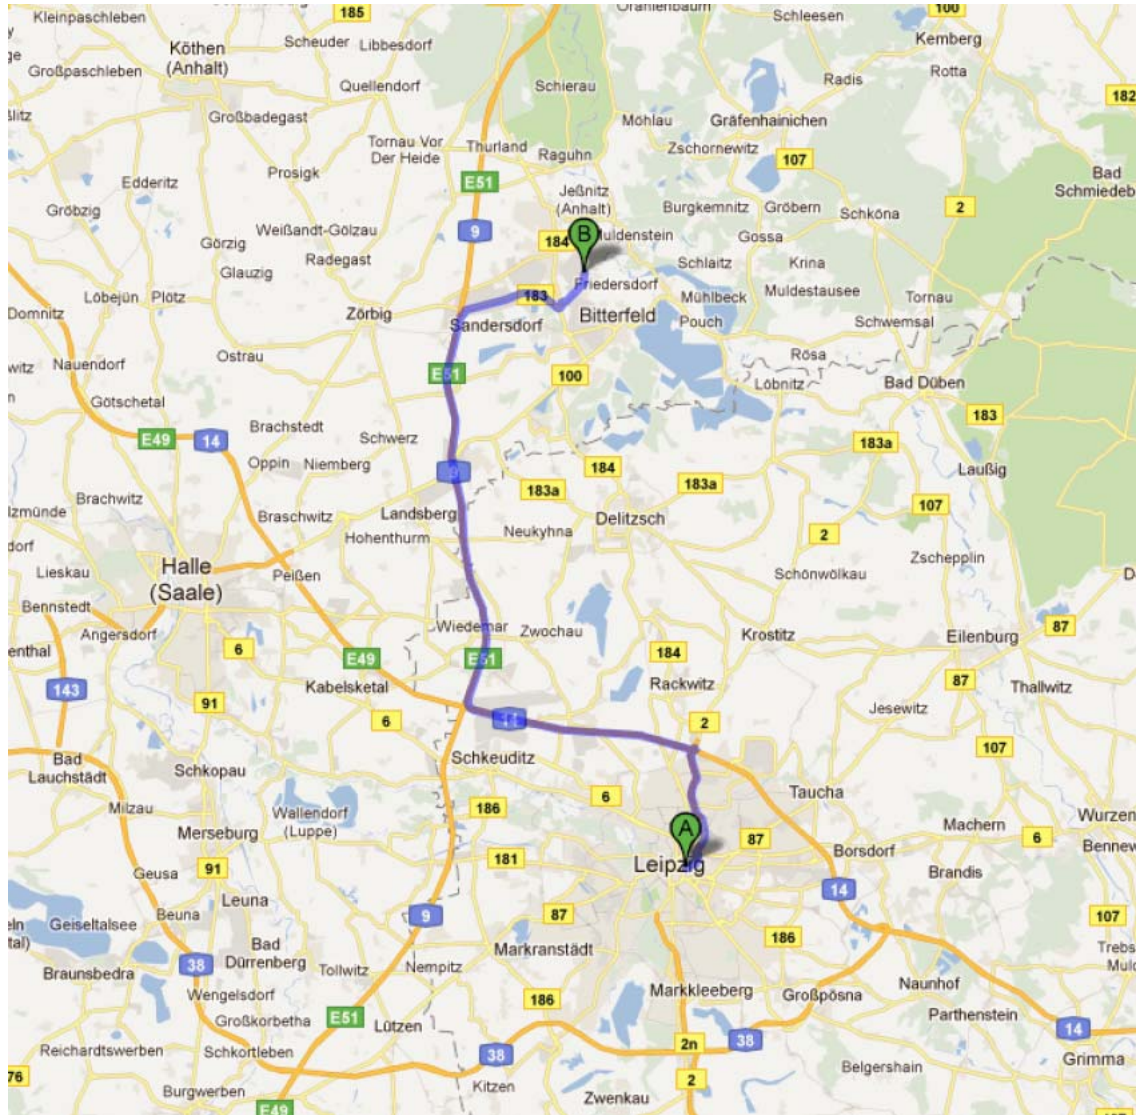 185
100
Schleesen
Kleinpaschleben
Köthen
(Anhalt)
Scheuder
Libbesdorf
Kemberg
Großpaschleben
Quellendorf
Schierau
Radis
Rotta
182
Großbadegast
Möhlau
Gräfenhainichen
Tornau Vor
Der Heide
Thurland
Raguhn
Zschornewitz
107
Edderitz
Prosigk
E51
Jeßnitz
(Anhalt)
Burgkemnitz
Gröbern
Schköna
2
Bad
Gröbzig
Weißandt-Gölzau
9
184
B
Gossa
Görzig
Radegast
Schlaitz
Krina
Glauzig
Friedersdorf
Mühlbeck
Muldestausee
Löbejün
Plötz
183
Tornau
Domnitz
Zörbig
Sandersdorf
Bitterfeld
Pouch
Schwemsal
Nauendorf
Ostrau
E51
100
Rösa
Löbnitz
Bad Düben
Götschetal
183
E49
14
Brachstedt
Schwerz
183a
Oppin
Niemberg
9
184
Laußig
Brachwitz
183a
183a
107
Braschwitz
Landsberg
Neukyhna
Delitzsch
2
Hohenthurm
Zschepplin
Halle
(Saale)
Lieskau
Peißen
Schönwölkau
Bennstedt
Angersdorf
Wiedemar
Zwochau
Krostitz
Eilenburg
87
6
E49
E51
184
143
Kabelsketal
Rackwitz
87
Thallwitz
91
6
14
2
Jesewitz
107
Bad
Lauchstädt
Schkopau
Schkeuditz
Milzau
Wallendorf
(Luppe)
186
6
Taucha
Merseburg
A
87
Machern
6
Geusa
91
181
Leipzig
Borsdorf
Brandis
Leuna
14
Beuna
9
87
107
Geiseltalsee
Bad
Dürrenberg
Markranstädt
186
Braunsbedra
38
Tollwitz
Nempitz
Naunhof
Wengelsdorf
186
Markkleeberg
Großpösna
Großkorbetha
E51
Lützen
Parthenstein
14
Reichardtswerben
Schkortleben
38
2n
38
Belgershain
Grimma
76
Burgwerben
Kitzen
2
Zwenkau
E49